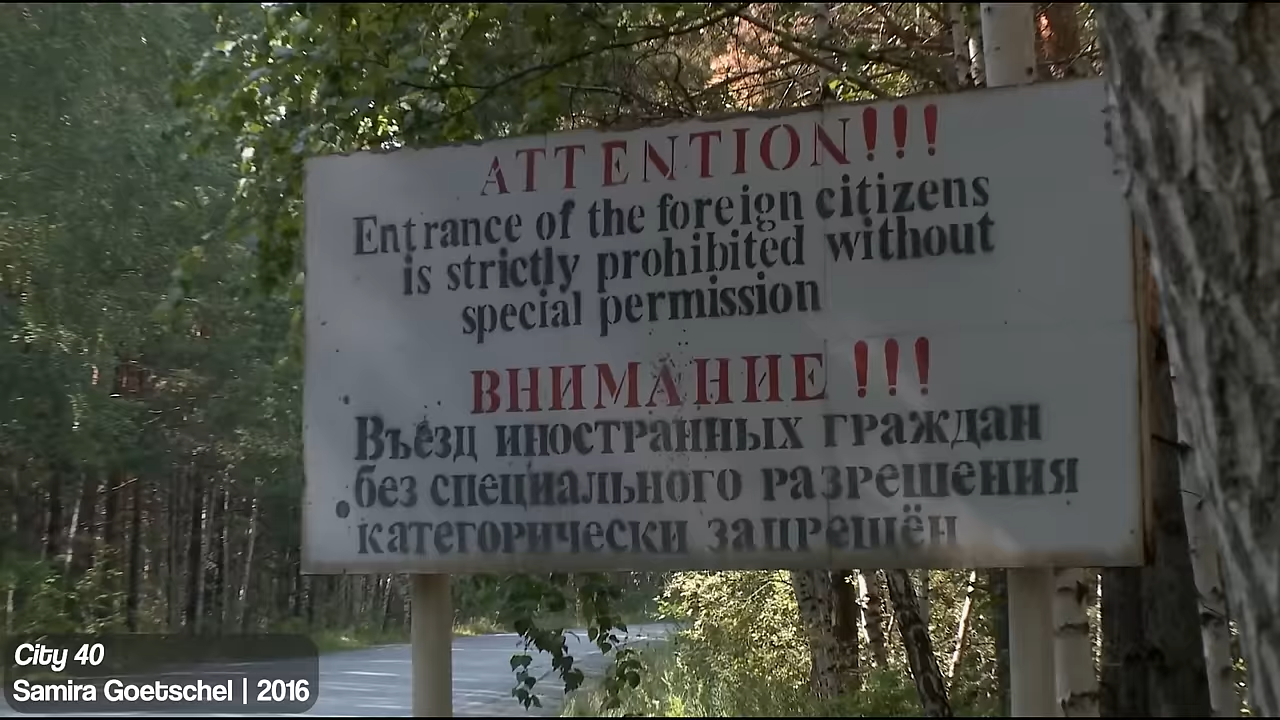 ATTENTION!!!
Entrance of the foreign citizens
is strictly prohibited without
special permission
ВНИМАНИЕ !!!
Въезд иностранных граждан
без специального разрешения
категорически запрещён
City 40
Samira Goetschel | 2016